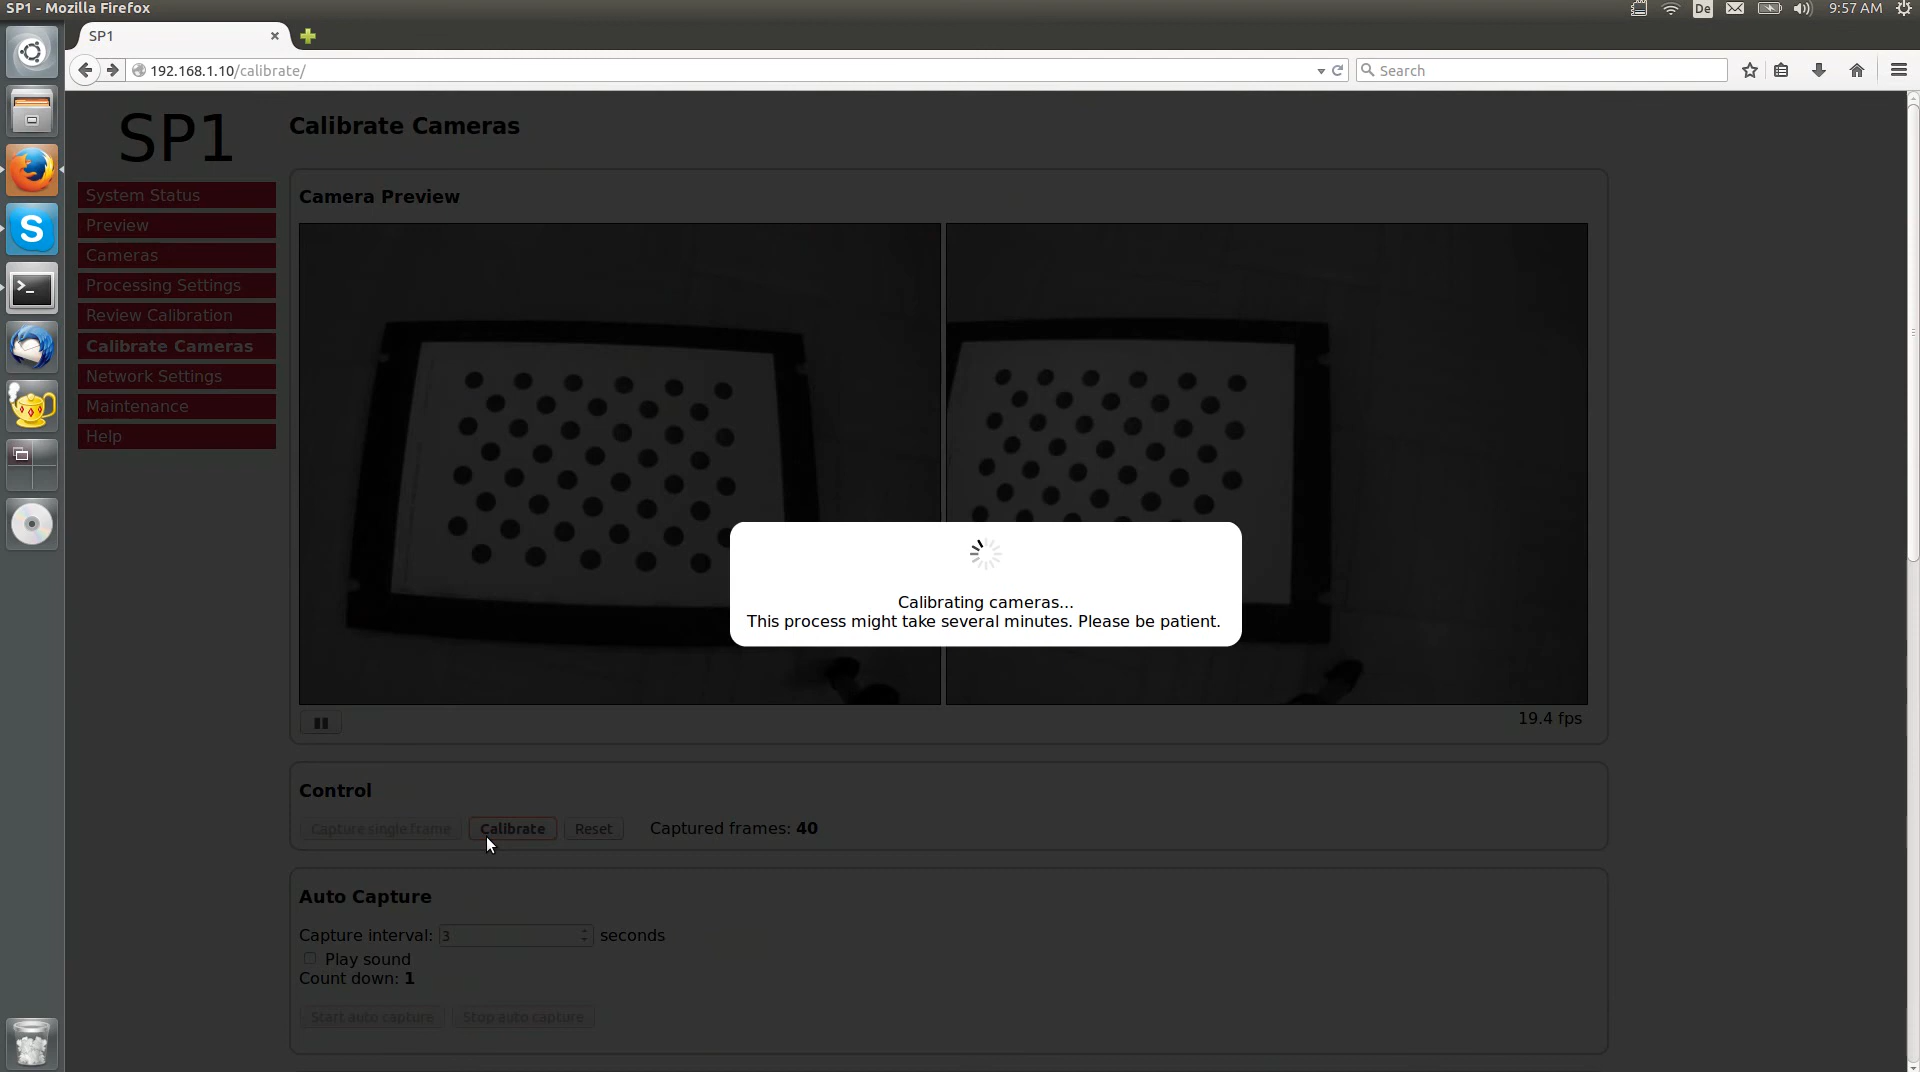 SP1 - Mozilla Firefox
De
9:57 AM
SP1
192.168.1.10/calibrate/
Search
SP1
Calibrate Cameras
System Status
Preview
Cameras
Processing Settings
Review Calibration
Calibrate Cameras
Network Settings
Maintenance
Help
Camera Preview
Calibrating cameras...
This process might take several minutes. Please be patient.
19.4 fps
Control
Capture single frame
Calibrate
Reset
Captured frames: 40
Auto Capture
Capture interval: 3 seconds
Play sound
Count down: 1
Start auto capture
Stop auto capture